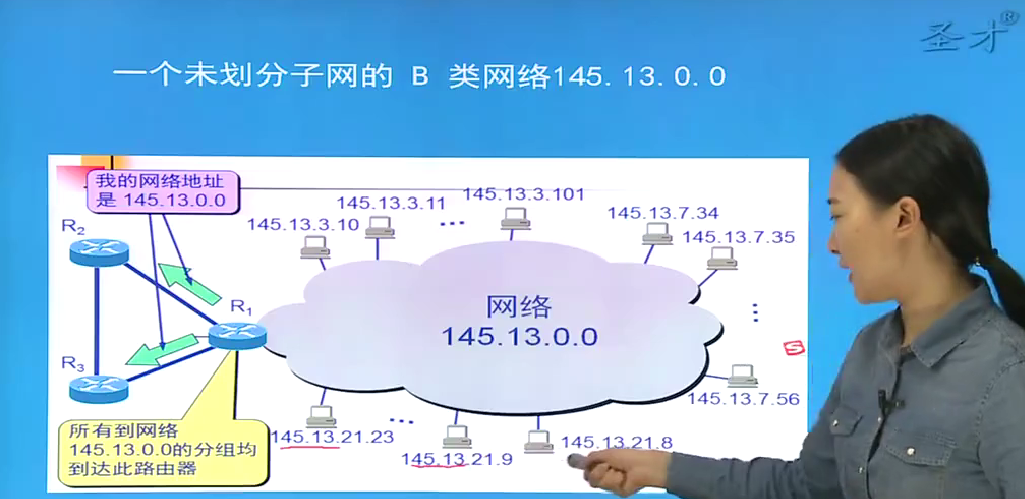 圣才®
一个未划分子网的 B 类网络145.13.0.0
我的网络地址
是 145.13.0.0
R2
R1
R3
145.13.3.10
145.13.3.11
...
145.13.3.101
145.13.7.34
145.13.7.35
网络
145.13.0.0
...
S
145.13.7.56
所有到网络
145.13.0.0的分组均
到达此路由器
145.13.21.23
...
145.13.21.9
145.13.21.8